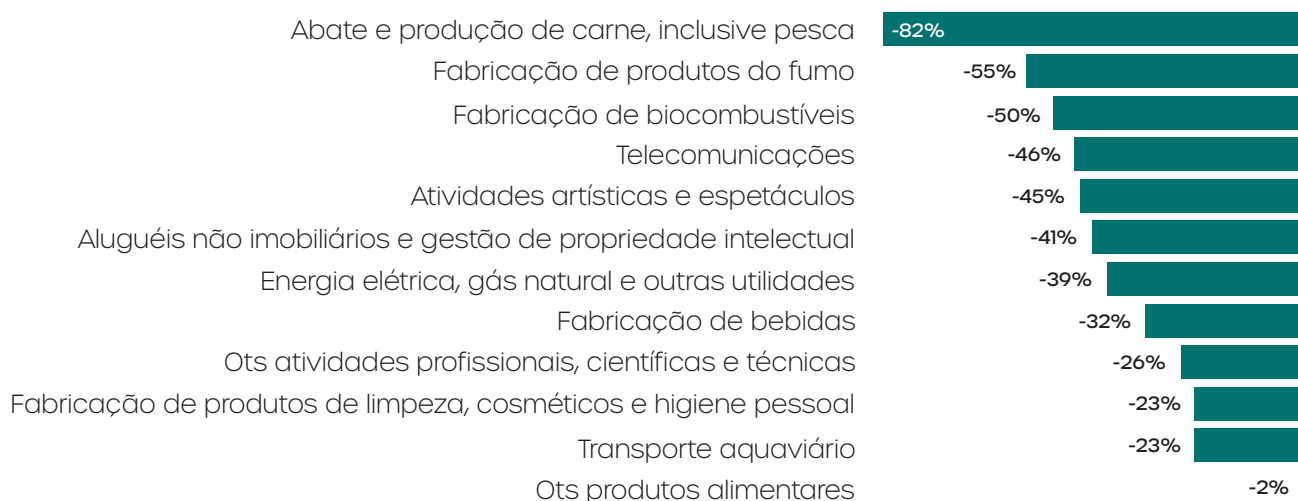 Abate e produção de carne, inclusive pesca -82%
Fabricação de produtos do fumo -55%
Fabricação de biocombustíveis -50%
Telecomunicações -46%
Atividades artísticas e espetáculos -45%
Aluguéis não imobiliários e gestão de propriedade intelectual -41%
Energia elétrica, gás natural e outras utilidades -39%
Fabricação de bebidas -32%
Ots atividades profissionais, científicas e técnicas -26%
Fabricação de produtos de limpeza, cosméticos e higiene pessoal -23%
Transporte aquaviário -23%
Ots produtos alimentares -2%